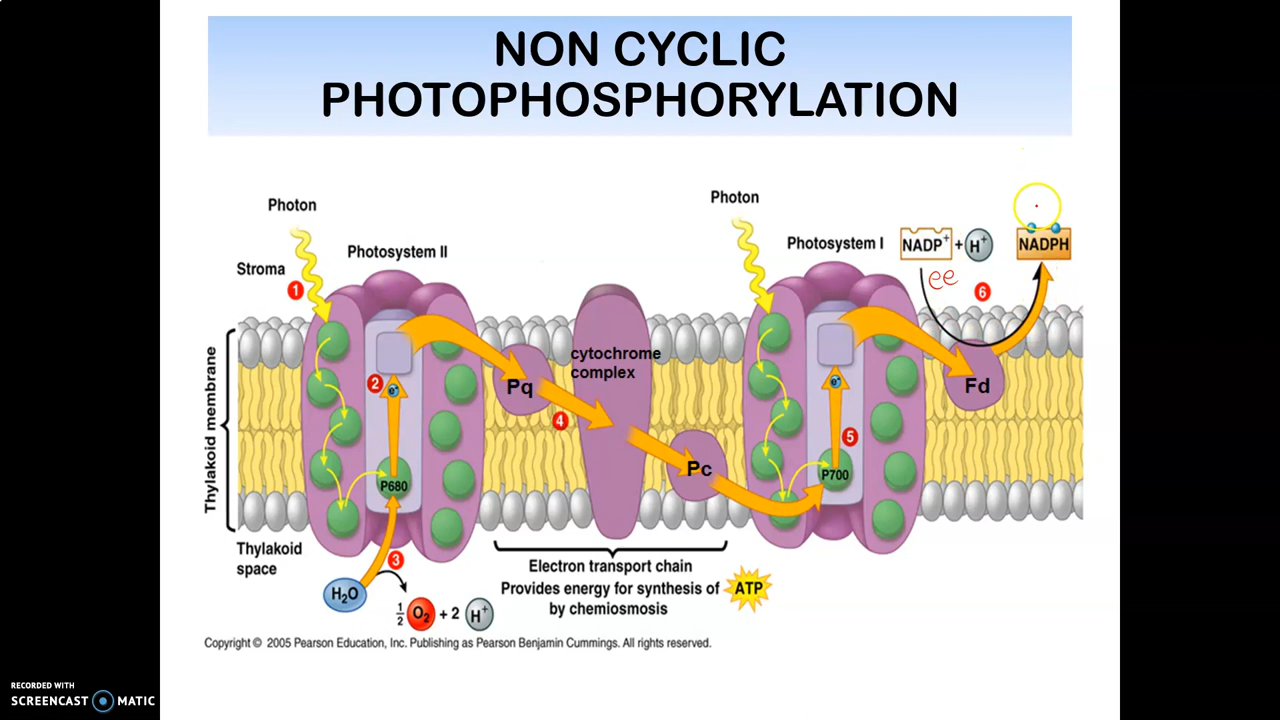 NON CYCLIC
PHOTOPHOSPHORYLATION
Photon
Photosystem II
Stroma
1
Photon
Photosystem I
NADP⁺ + H⁺
NADPH
ee
6
Thylakoid membrane
2
e⁻
Pq
cytochrome
complex
4
Pc
P680
e⁻
5
P700
Fd
Thylakoid
space
3
H₂O
½ O₂ + 2 H⁺
Electron transport chain
Provides energy for synthesis of
by chemiosmosis
ATP
Copyright © 2005 Pearson Education, Inc. Publishing as Pearson Benjamin Cummings. All rights reserved.
RECORDED WITH
SCREENCAST MATIC